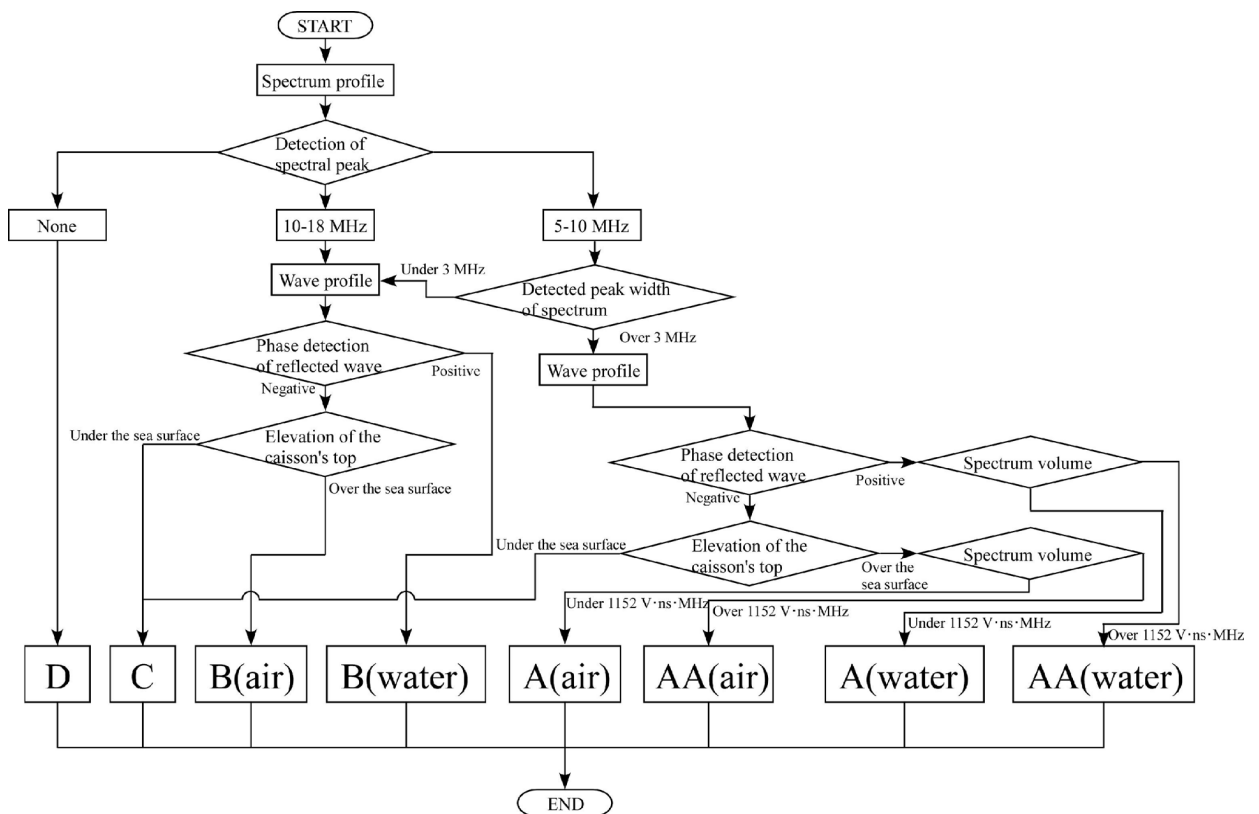 START
Spectrum profile
Detection of
spectral peak
None
10-18 MHz
5-10 MHz
Under 3 MHz
Wave profile
Detected peak width
of spectrum
Over 3 MHz
Phase detection
of reflected wave
Positive
Negative
Wave profile
Under the sea surface
Elevation of the
caisson's top
Over the sea surface
Phase detection
of reflected wave
Positive
Negative
Spectrum volume
Under the sea surface
Elevation of the
caisson's top
Over the
sea surface
Spectrum volume
Under 1152 V·ns·MHz
Over 1152 V·ns·MHz
Under 1152 V·ns·MHz
Over 1152 V·ns·MHz
D
C
B(air)
B(water)
A(air)
AA(air)
A(water)
AA(water)
END